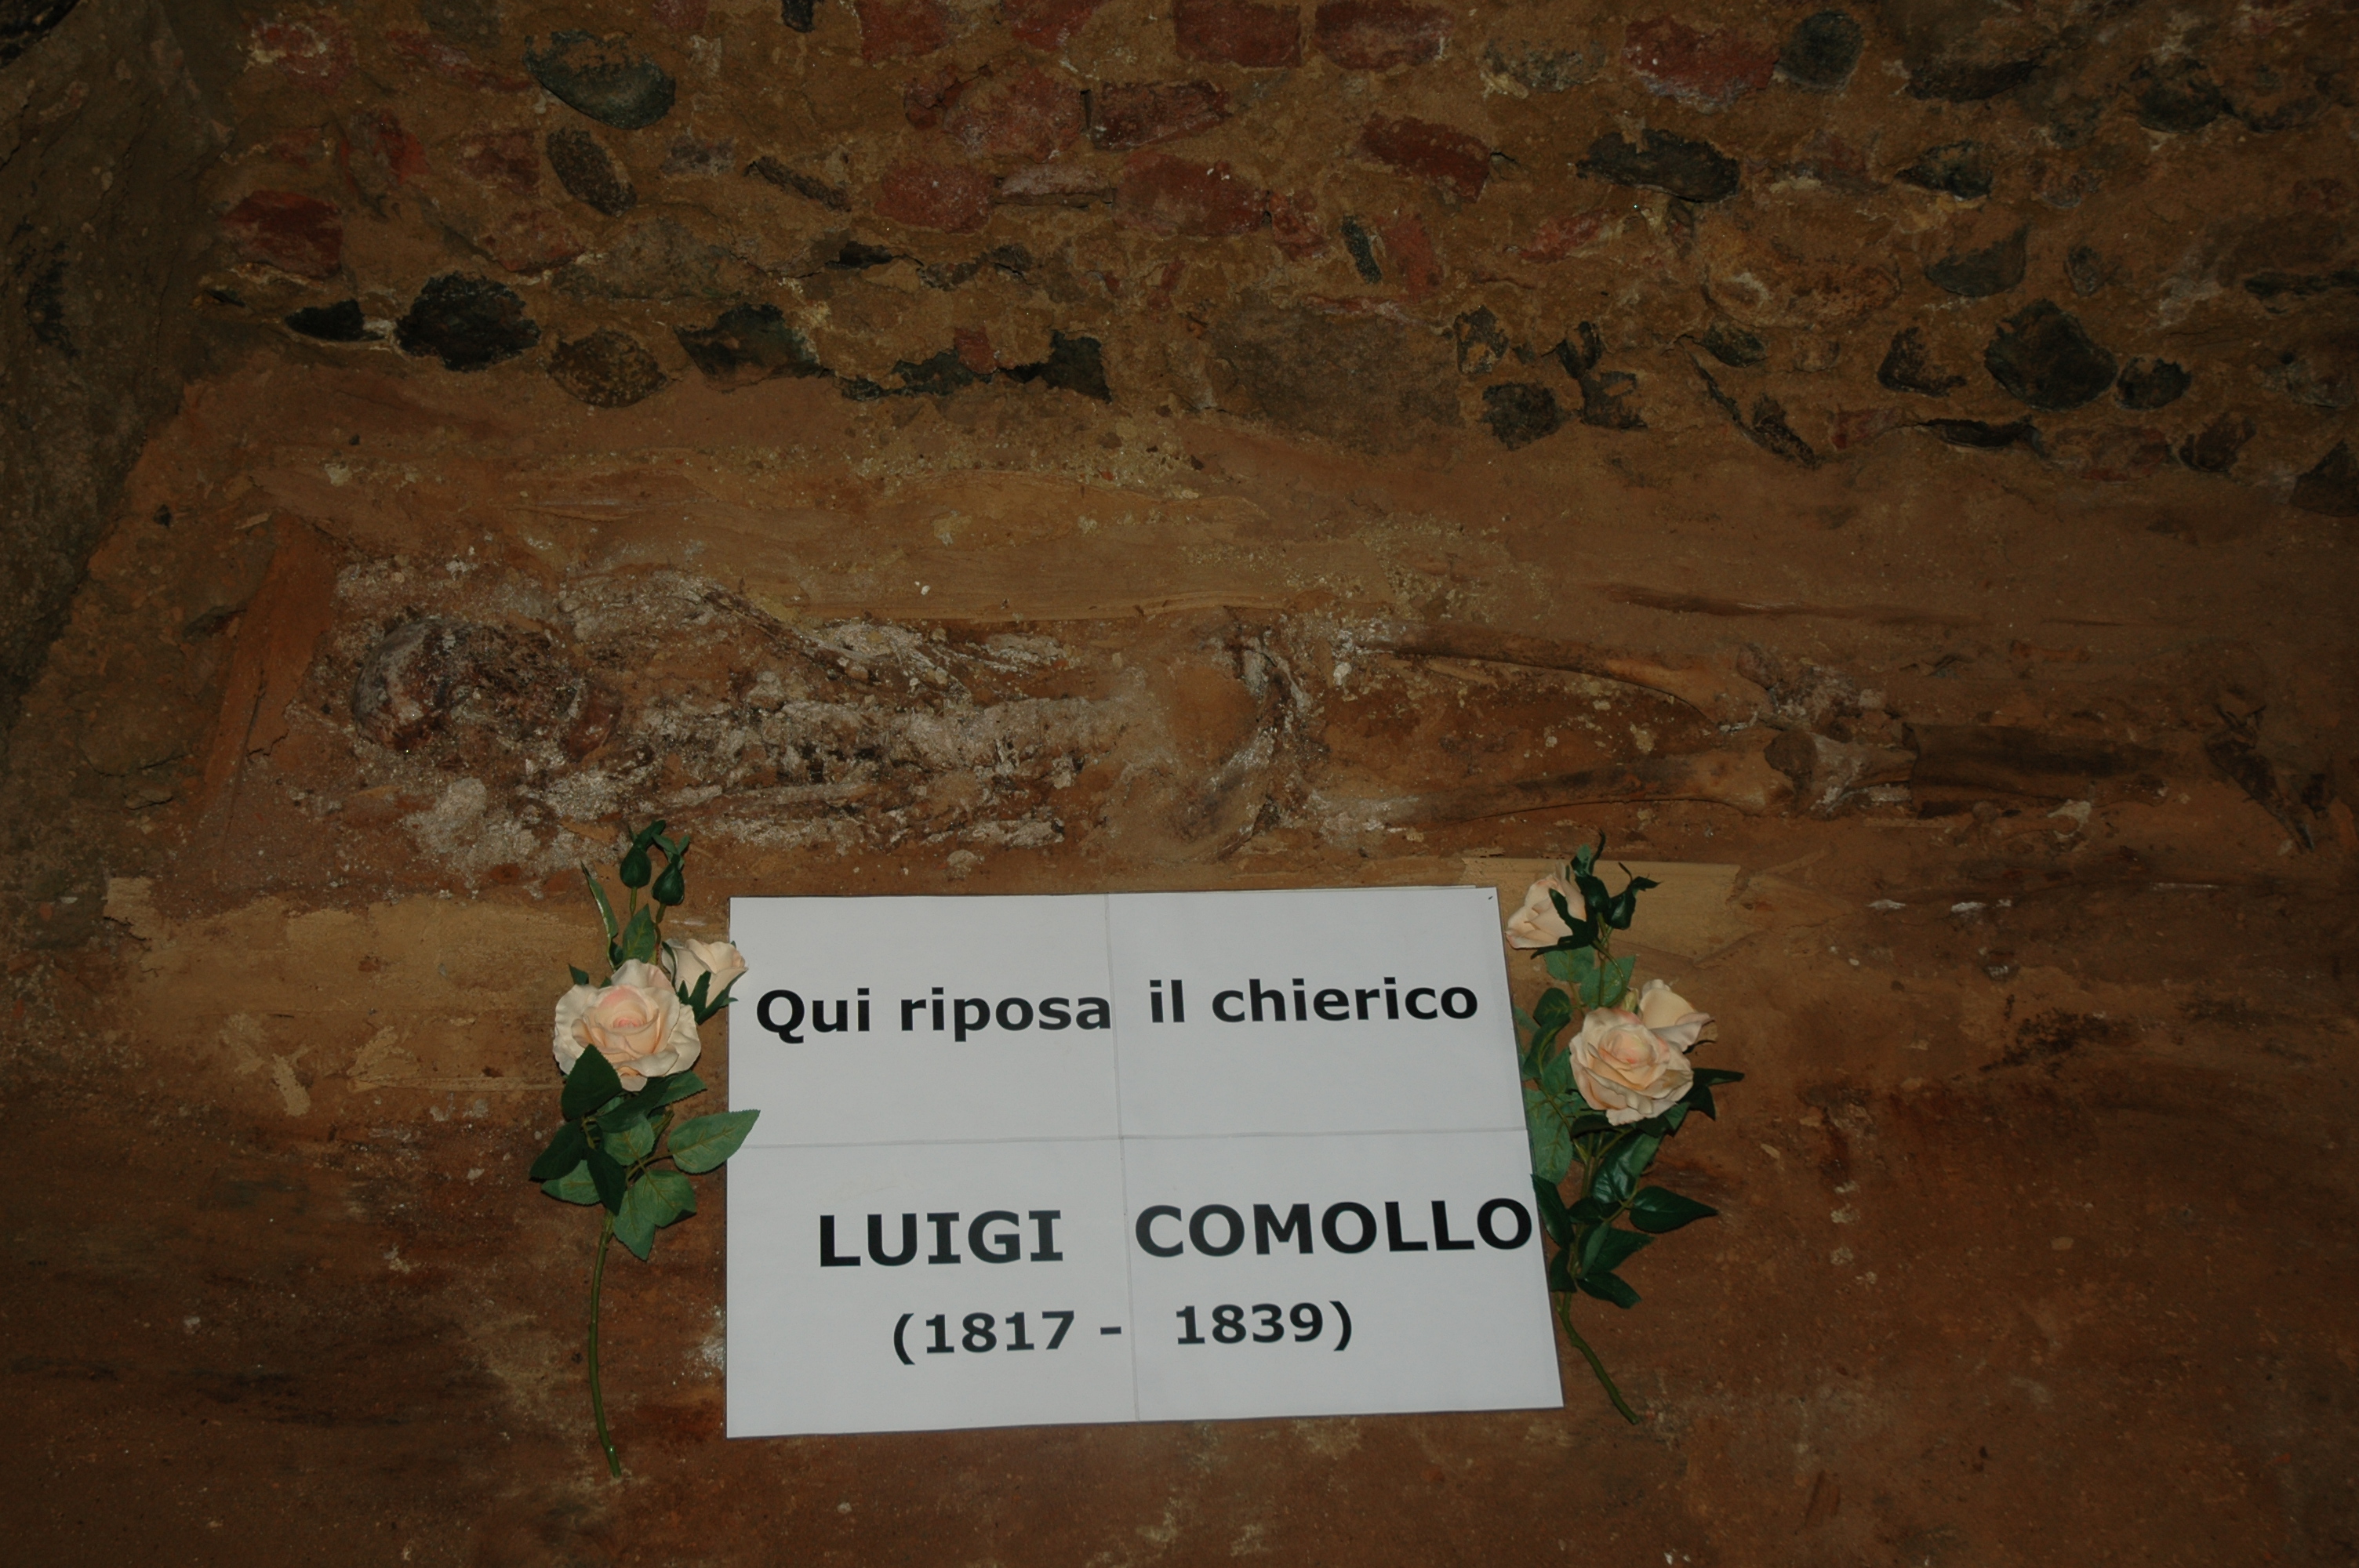 Qui riposa il chierico
LUIGI COMOLLO
(1817 - 1839)